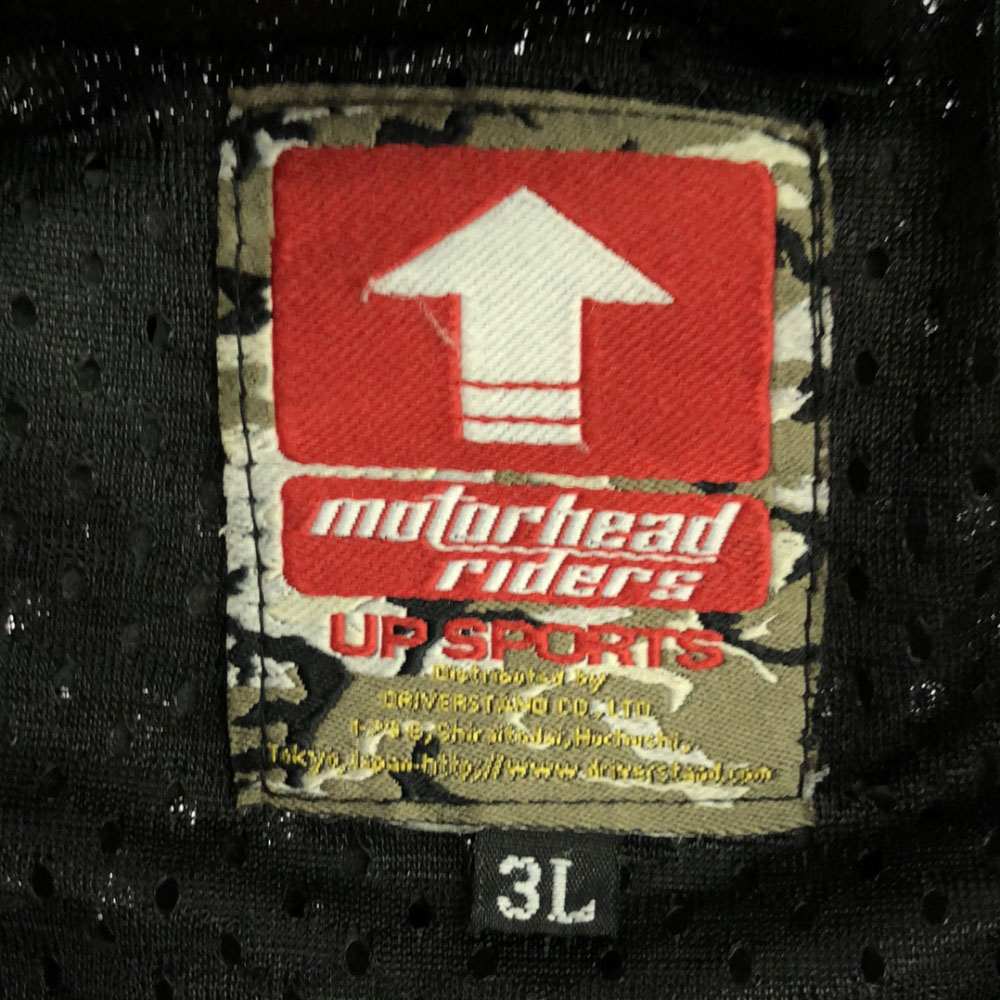 motorhead
riders
UP SPORTS
Distributed by
DRIVERSTAND CO.,LTD.
Tokyo, Japan http://www driverstand.com
3L